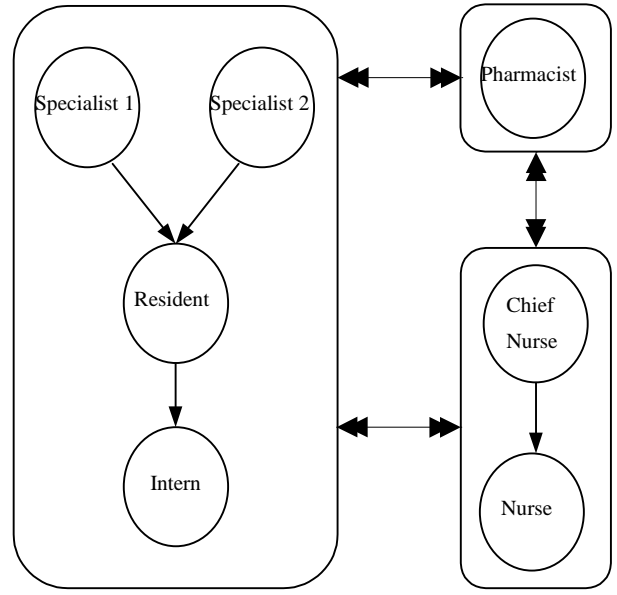 Specialist 1
Specialist 2
Pharmacist
Resident
Chief
Nurse
Intern
Nurse